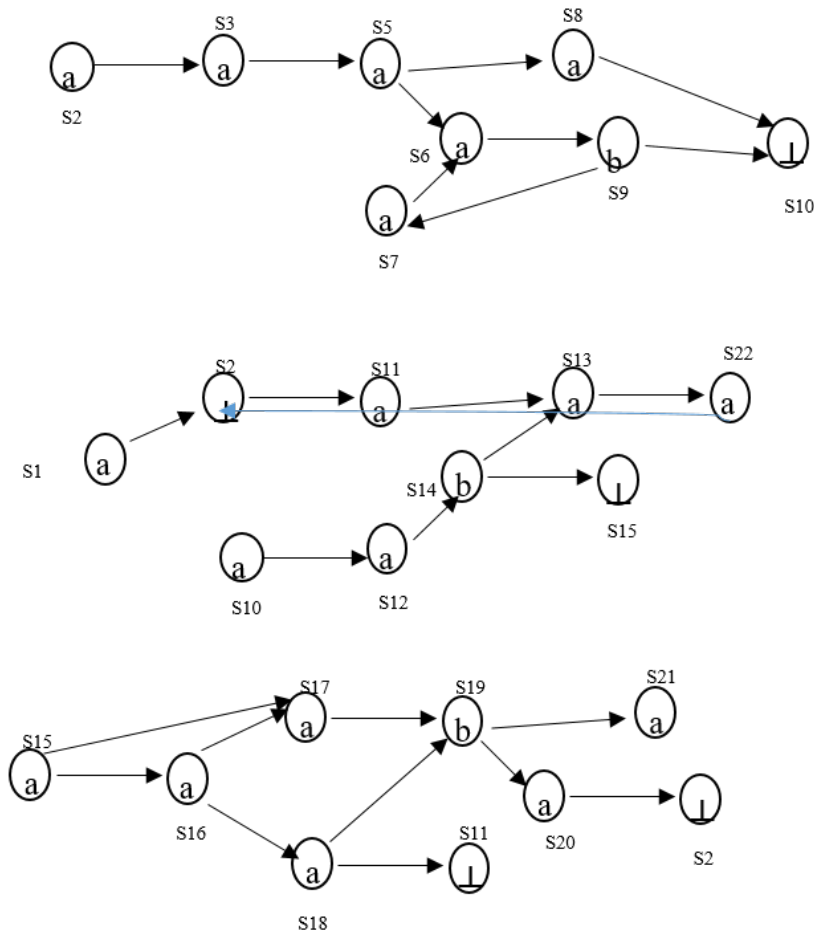 S3 S5 S8
a a a a
S2
S6 a b ⊥
S9
a S10
S7
S2 S11 S13 S22
⊥ a a a
S1 a
S14 b ⊥
S15
a a
S10 S12
S17 S19 S21
a b a
S15
a a a ⊥
S16 S11 S20 S2
a ⊥
S18